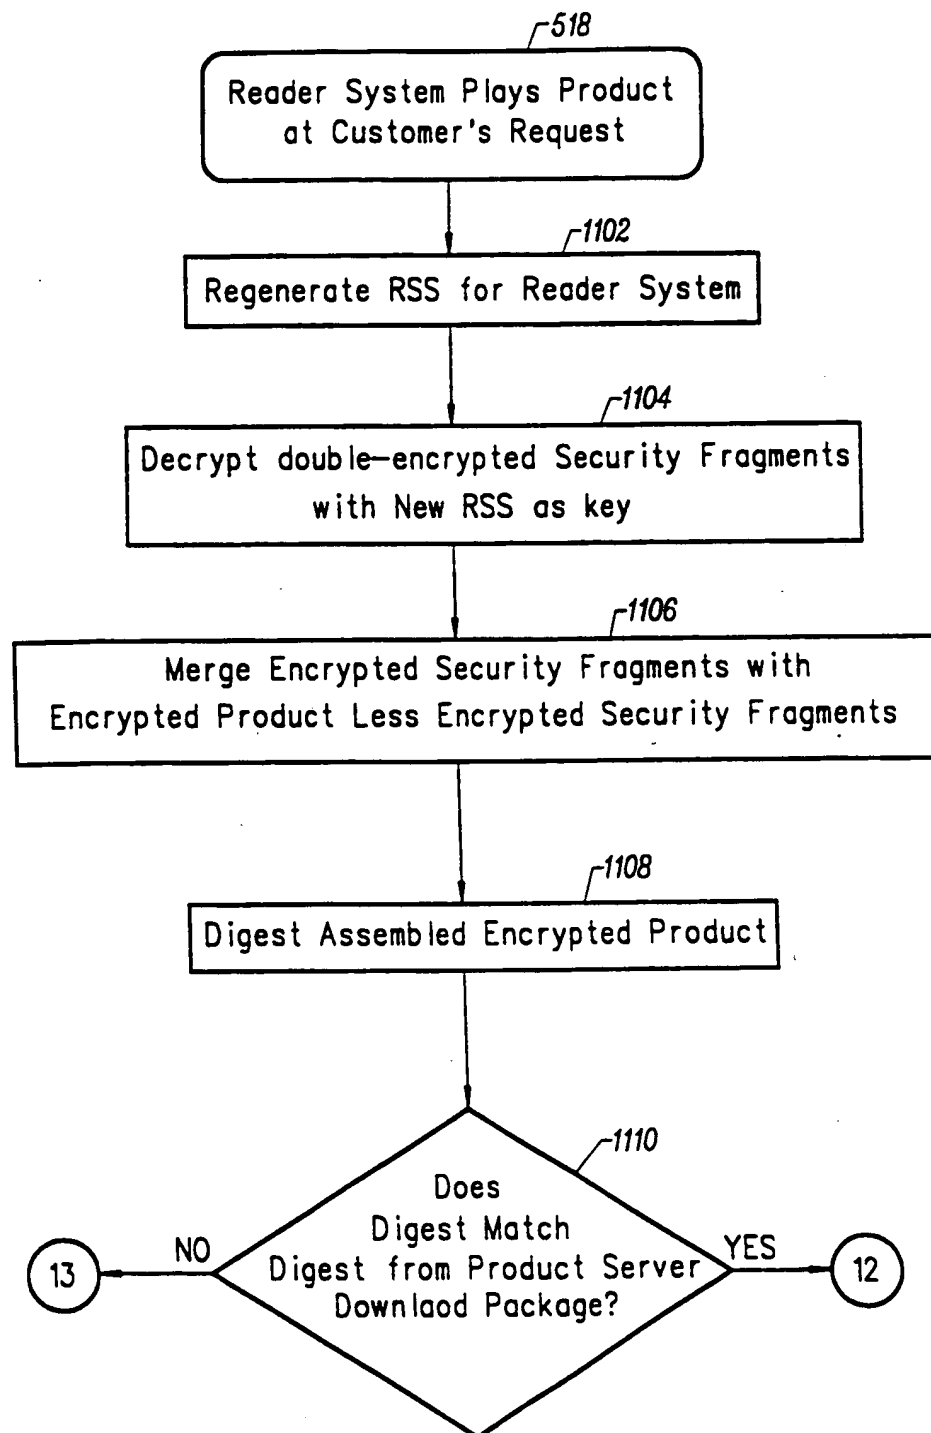 518
Reader System Plays Product
at Customer's Request
1102
Regenerate RSS for Reader System
1104
Decrypt double-encrypted Security Fragments
with New RSS as key
1106
Merge Encrypted Security Fragments with
Encrypted Product Less Encrypted Security Fragments
1108
Digest Assembled Encrypted Product
1110
Does
Digest Match
Digest from Product Server
Downlaod Package?
NO
YES
13
12